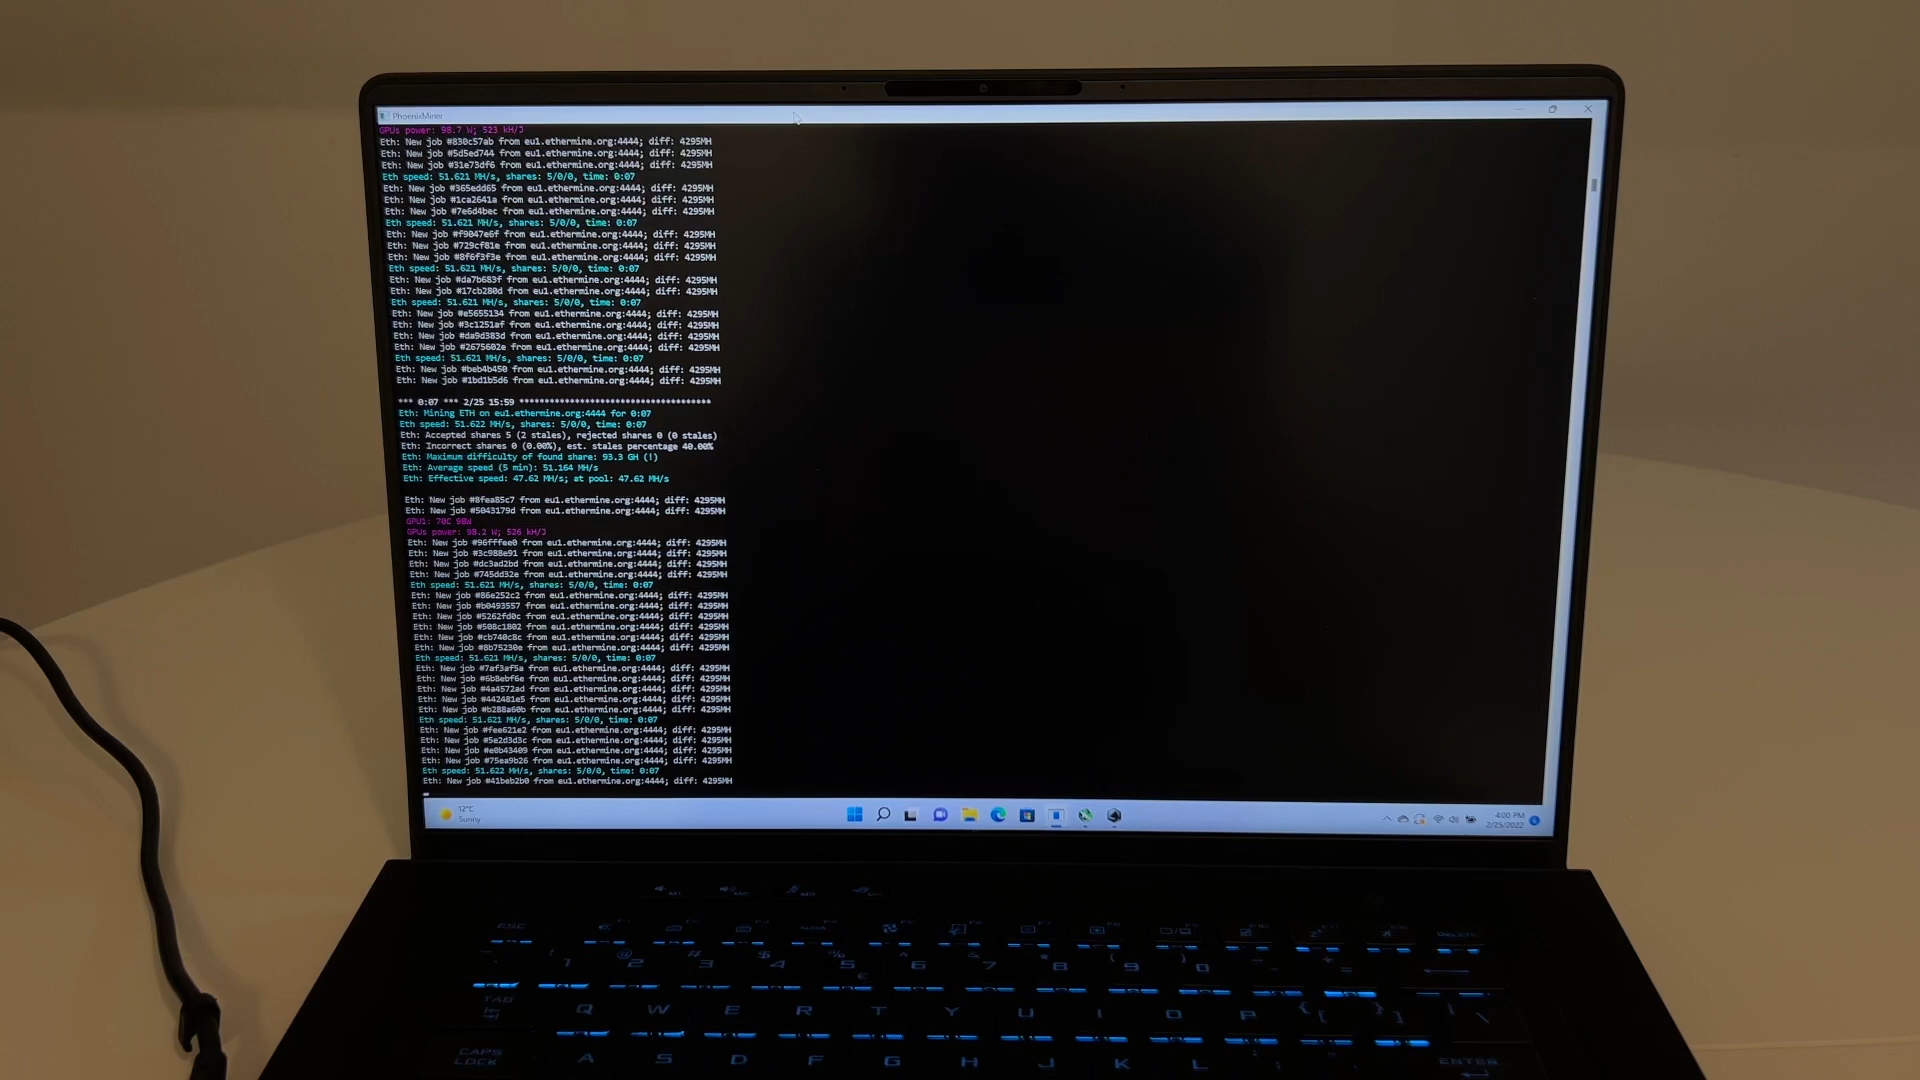 PhoenixMiner
GPUs power: 98.7 W; 523 kH/J
Eth: New job #830c57ab from eu1.ethermine.org:4444; diff: 4295MH
Eth: New job #5d5ed744 from eu1.ethermine.org:4444; diff: 4295MH
Eth: New job #31e73df6 from eu1.ethermine.org:4444; diff: 4295MH
Eth speed: 51.621 MH/s, shares: 5/0/0, time: 0:07
Eth: New job #365edd65 from eu1.ethermine.org:4444; diff: 4295MH
Eth: New job #1ca2641a from eu1.ethermine.org:4444; diff: 4295MH
Eth: New job #7e6d4bec from eu1.ethermine.org:4444; diff: 4295MH
Eth speed: 51.621 MH/s, shares: 5/0/0, time: 0:07
Eth: New job #f9047e6f from eu1.ethermine.org:4444; diff: 4295MH
Eth: New job #729cf81e from eu1.ethermine.org:4444; diff: 4295MH
Eth: New job #8f6f3f3e from eu1.ethermine.org:4444; diff: 4295MH
Eth speed: 51.621 MH/s, shares: 5/0/0, time: 0:07
Eth: New job #da7b683f from eu1.ethermine.org:4444; diff: 4295MH
Eth: New job #17cb280d from eu1.ethermine.org:4444; diff: 4295MH
Eth speed: 51.621 MH/s, shares: 5/0/0, time: 0:07
Eth: New job #e5655134 from eu1.ethermine.org:4444; diff: 4295MH
Eth: New job #3c1251af from eu1.ethermine.org:4444; diff: 4295MH
Eth: New job #da9d383d from eu1.ethermine.org:4444; diff: 4295MH
Eth: New job #2675602e from eu1.ethermine.org:4444; diff: 4295MH
Eth speed: 51.621 MH/s, shares: 5/0/0, time: 0:07
Eth: New job #beb4b450 from eu1.ethermine.org:4444; diff: 4295MH
Eth: New job #1bd1b5d6 from eu1.ethermine.org:4444; diff: 4295MH
*** 0:07 *** 2/25 15:59 **************************************
Eth: Mining ETH on eu1.ethermine.org:4444 for 0:07
Eth speed: 51.622 MH/s, shares: 5/0/0, time: 0:07
Eth: Accepted shares 5 (2 stales), rejected shares 0 (0 stales)
Eth: Incorrect shares 0 (0.00%), est. stales percentage 40.00%
Eth: Maximum difficulty of found share: 93.3 GH (!)
Eth: Average speed (5 min): 51.164 MH/s
Eth: Effective speed: 47.62 MH/s; at pool: 47.62 MH/s
Eth: New job #8fea85c7 from eu1.ethermine.org:4444; diff: 4295MH
Eth: New job #5043179d from eu1.ethermine.org:4444; diff: 4295MH
GPU1: 70C 98W
GPUs power: 98.2 W; 526 kH/J
Eth: New job #96fffee0 from eu1.ethermine.org:4444; diff: 4295MH
Eth: New job #3c988e91 from eu1.ethermine.org:4444; diff: 4295MH
Eth: New job #dc3ad2bd from eu1.ethermine.org:4444; diff: 4295MH
Eth: New job #745dd32e from eu1.ethermine.org:4444; diff: 4295MH
Eth speed: 51.621 MH/s, shares: 5/0/0, time: 0:07
Eth: New job #86e252c2 from eu1.ethermine.org:4444; diff: 4295MH
Eth: New job #b0493557 from eu1.ethermine.org:4444; diff: 4295MH
Eth: New job #5262fd0c from eu1.ethermine.org:4444; diff: 4295MH
Eth: New job #508c1802 from eu1.ethermine.org:4444; diff: 4295MH
Eth: New job #cb740c8c from eu1.ethermine.org:4444; diff: 4295MH
Eth: New job #8b75230e from eu1.ethermine.org:4444; diff: 4295MH
Eth speed: 51.621 MH/s, shares: 5/0/0, time: 0:07
Eth: New job #7af3af5a from eu1.ethermine.org:4444; diff: 4295MH
Eth: New job #6b8ebf6e from eu1.ethermine.org:4444; diff: 4295MH
Eth: New job #4a4572ad from eu1.ethermine.org:4444; diff: 4295MH
Eth: New job #442481e5 from eu1.ethermine.org:4444; diff: 4295MH
Eth: New job #b288a60b from eu1.ethermine.org:4444; diff: 4295MH
Eth speed: 51.621 MH/s, shares: 5/0/0, time: 0:07
Eth: New job #fee621e2 from eu1.ethermine.org:4444; diff: 4295MH
Eth: New job #5e2d3d3c from eu1.ethermine.org:4444; diff: 4295MH
Eth: New job #e0b43409 from eu1.ethermine.org:4444; diff: 4295MH
Eth: New job #75ea9b26 from eu1.ethermine.org:4444; diff: 4295MH
Eth speed: 51.622 MH/s, shares: 5/0/0, time: 0:07
Eth: New job #41beb2b0 from eu1.ethermine.org:4444; diff: 4295MH
12°C
Sunny
4:00 PM
2/25/2022
ESC
DELETE
1 2 3 4 5 6 7 8 9 0 - =
TAB Q W E R T Y U I O P { [ } ] \
CAPS LOCK A S D F G H J K L ENTER